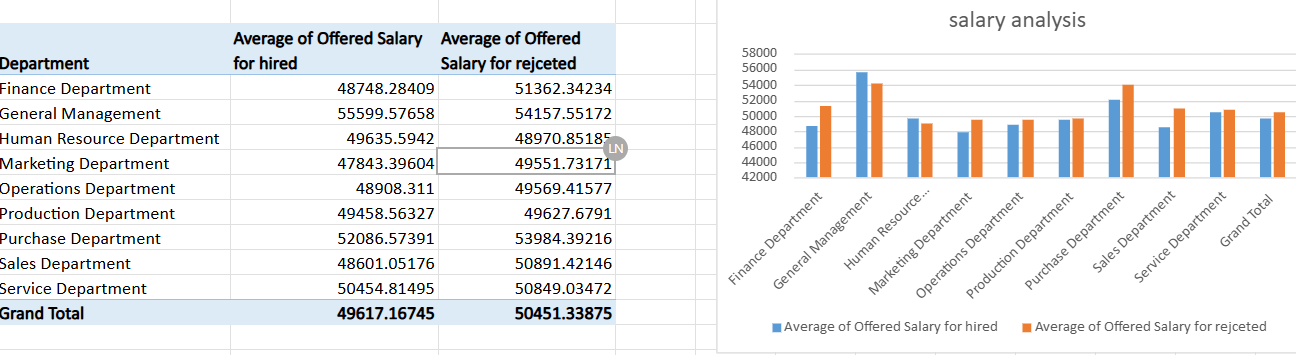 Department Average of Offered Salary for hired Average of Offered Salary for rejceted
Finance Department 48748.28409 51362.34234
General Management 55599.57658 54157.55172
Human Resource Department 49635.5942 48970.85185
Marketing Department 47843.39604 49551.73171
Operations Department 48908.311 49569.41577
Production Department 49458.56327 49627.6791
Purchase Department 52086.57391 53984.39216
Sales Department 48601.05176 50891.42146
Service Department 50454.81495 50849.03472
Grand Total 49617.16745 50451.33875
LN
salary analysis
58000
56000
54000
52000
50000
48000
46000
44000
42000
Finance Department
General Management
Human Resource...
Marketing Department
Operations Department
Production Department
Purchase Department
Sales Department
Service Department
Grand Total
Average of Offered Salary for hired
Average of Offered Salary for rejceted